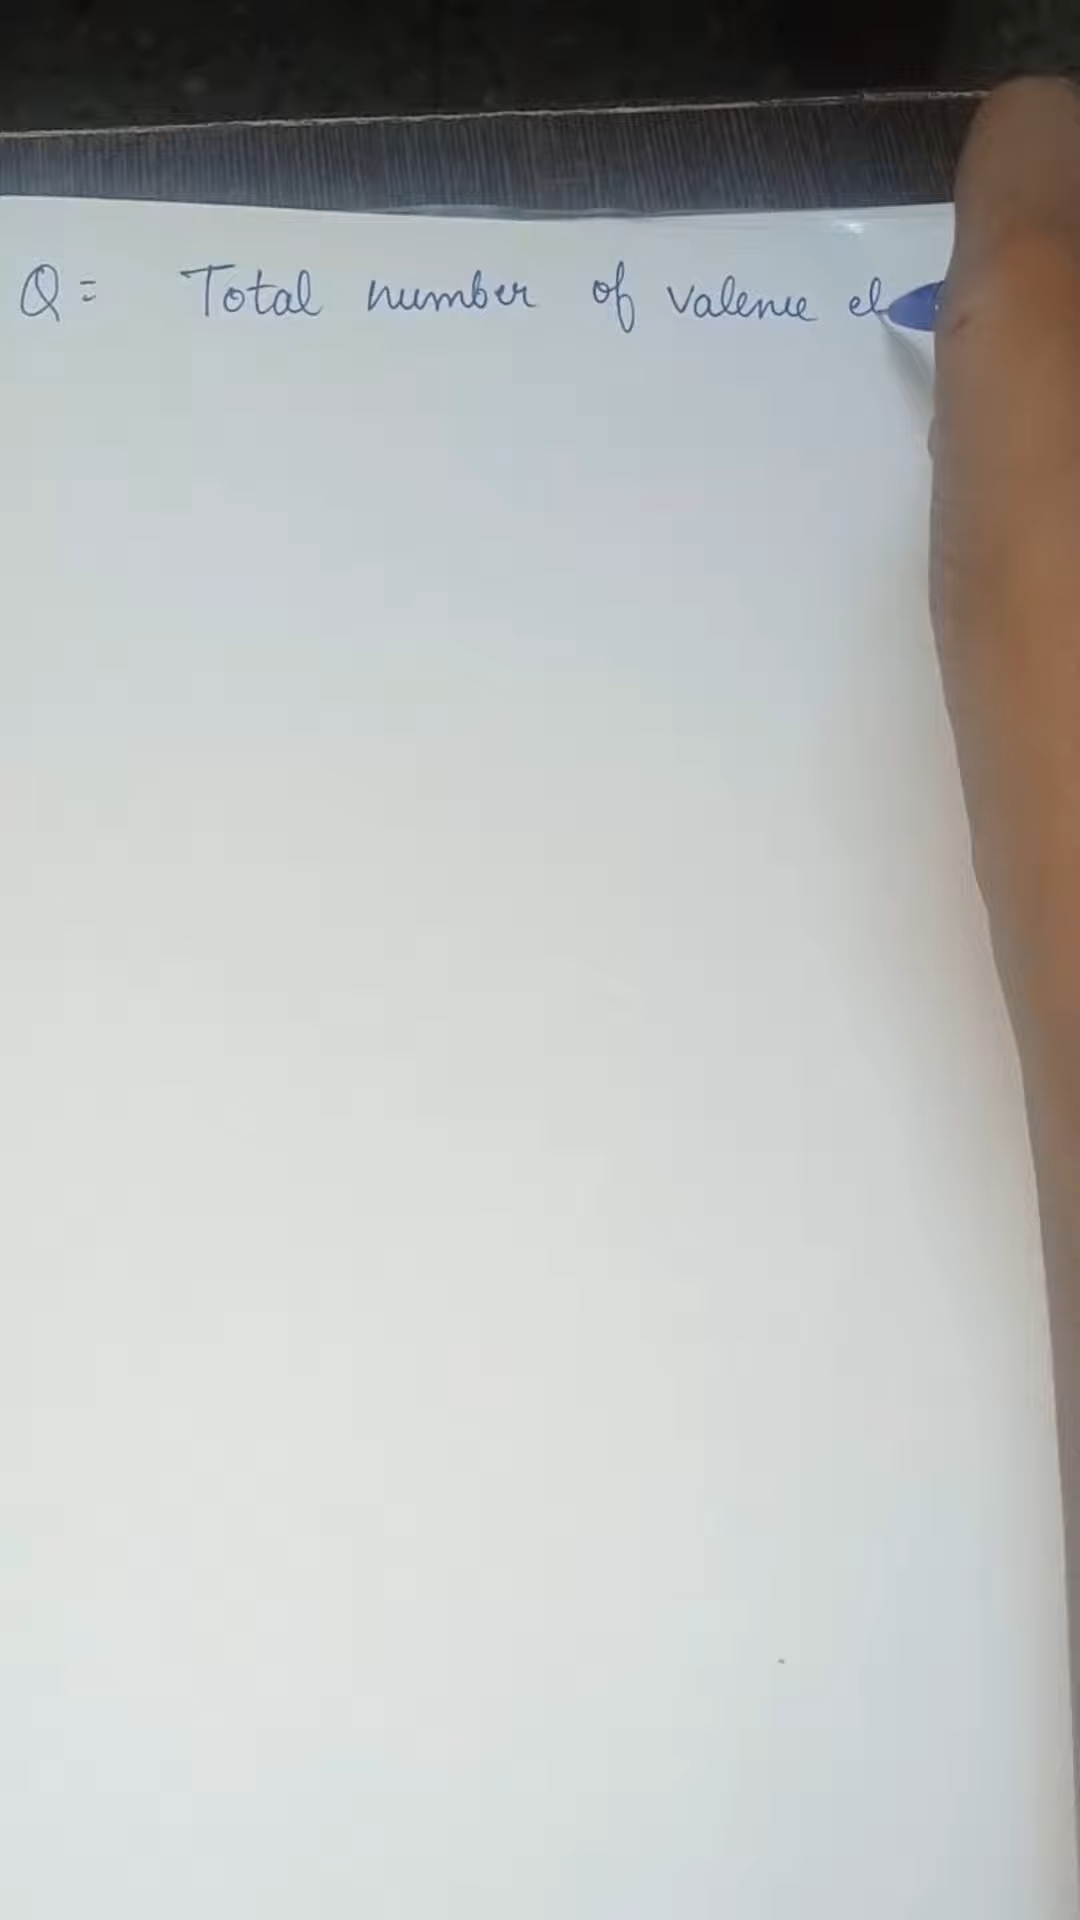 Q = Total number of valence el